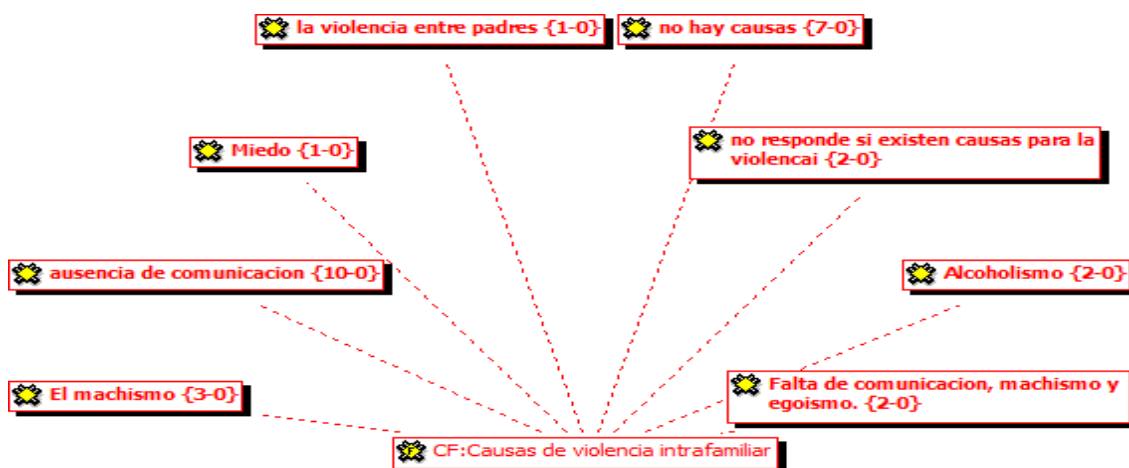 la violencia entre padres {1-0}
no hay causas {7-0}
Miedo {1-0}
no responde si existen causas para la
violencai {2-0}
ausencia de comunicacion {10-0}
Alcoholismo {2-0}
El machismo {3-0}
Falta de comunicacion, machismo y
egoismo. {2-0}
CF:Causas de violencia intrafamiliar